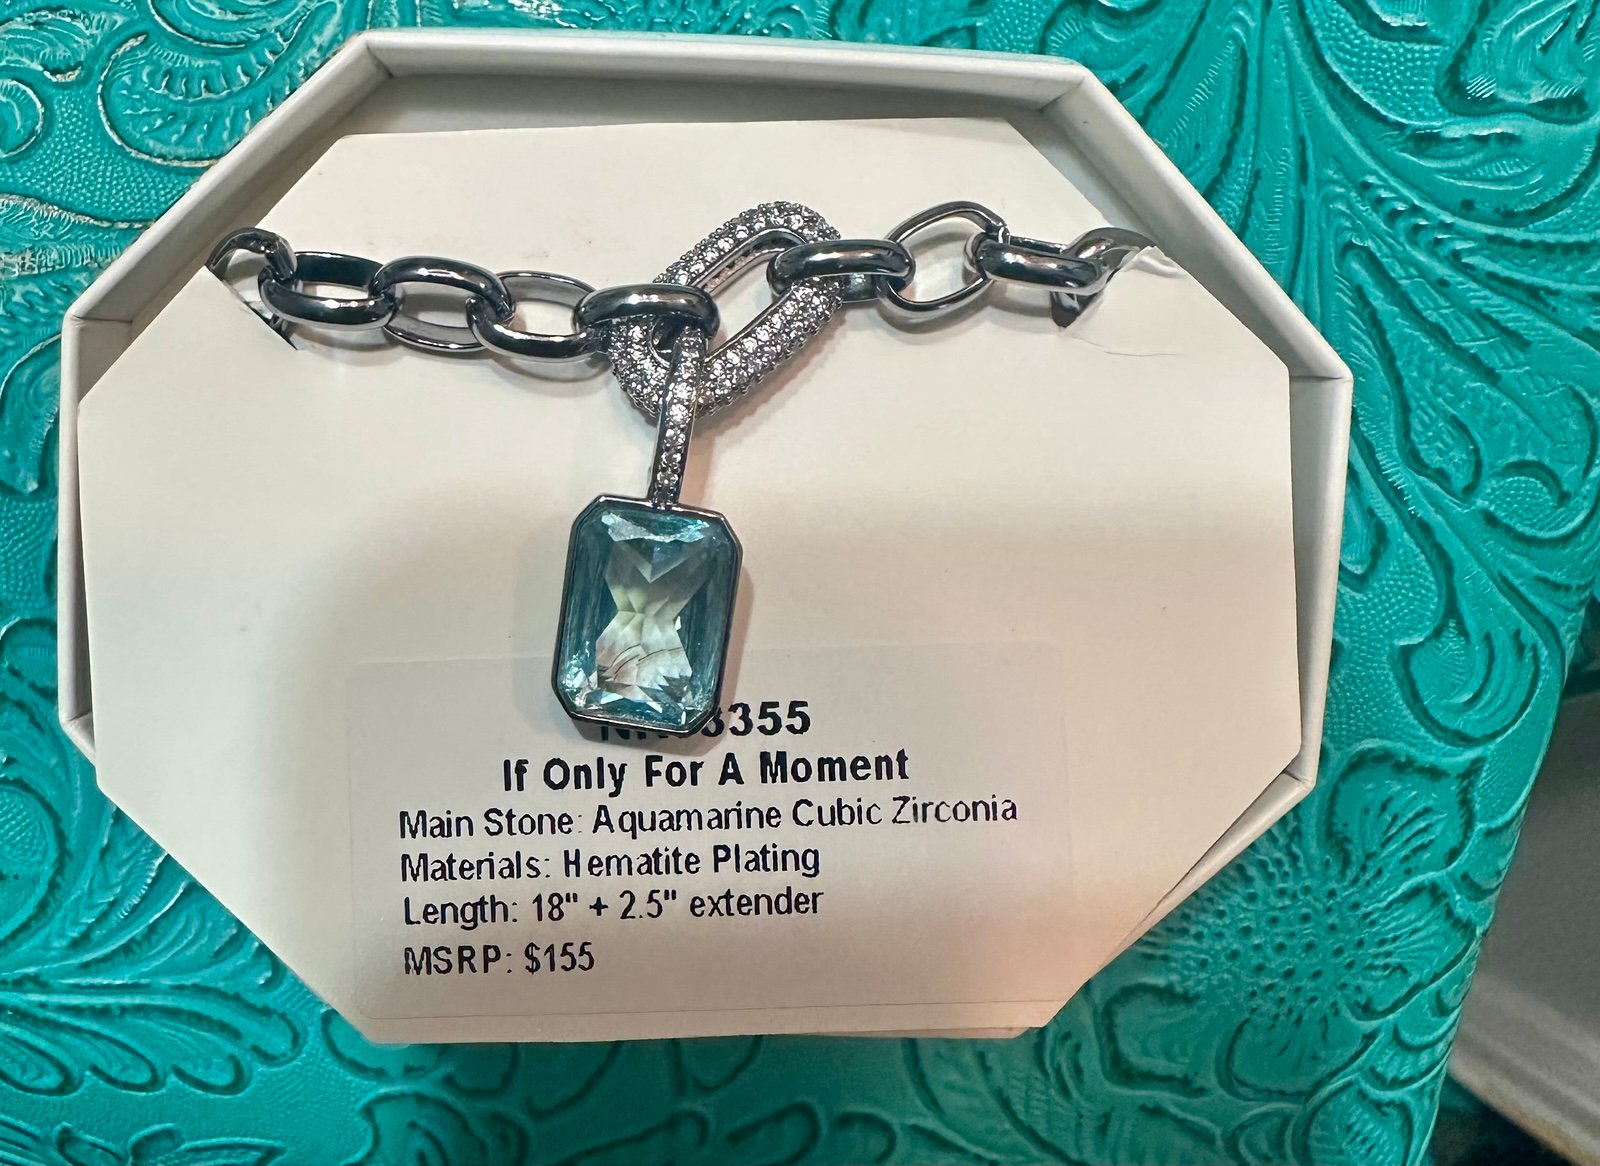 3355
If Only For A Moment
Main Stone: Aquamarine Cubic Zirconia
Materials: Hematite Plating
Length: 18" + 2.5" extender
MSRP: $155